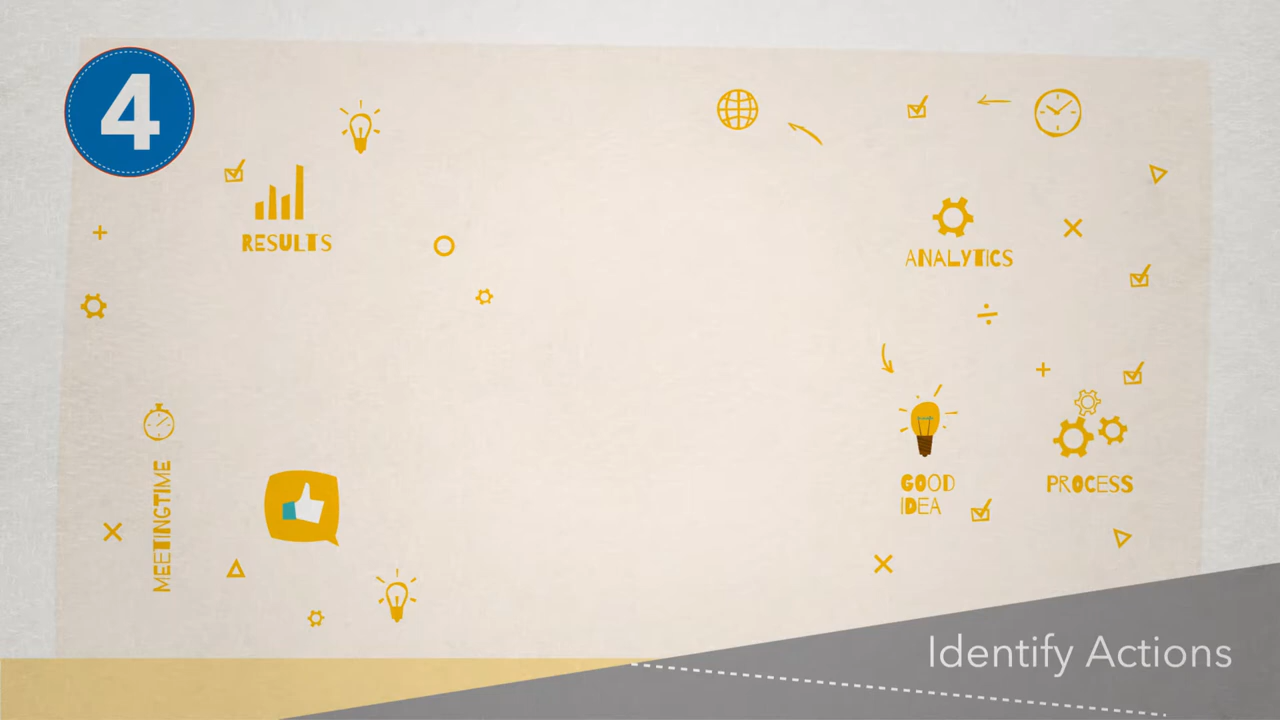 4
RESULTS
ANALYTICS
MEETINGTIME
GOOD
IDEA
PROCESS
Identify Actions